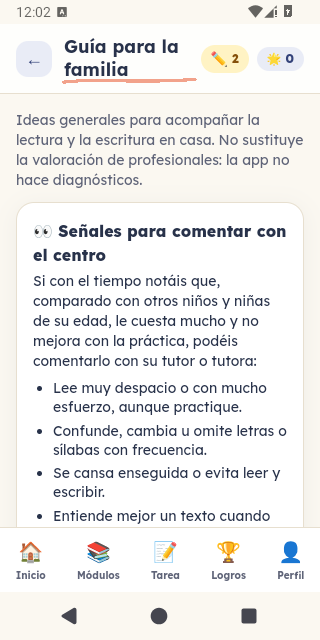 12:02
Guía para la
familia
✏️ 2
🌟 0
Ideas generales para acompañar la
lectura y la escritura en casa. No sustituye
la valoración de profesionales: la app no
hace diagnósticos.
👀 Señales para comentar con
el centro
Si con el tiempo notáis que,
comparado con otros niños y niñas
de su edad, le cuesta mucho y no
mejora con la práctica, podéis
comentarlo con su tutor o tutora:
• Lee muy despacio o con mucho
esfuerzo, aunque practique.
• Confunde, cambia u omite letras o
sílabas con frecuencia.
• Se cansa enseguida o evita leer y
escribir.
• Entiende mejor un texto cuando
Inicio
Módulos
Tarea
Logros
Perfil